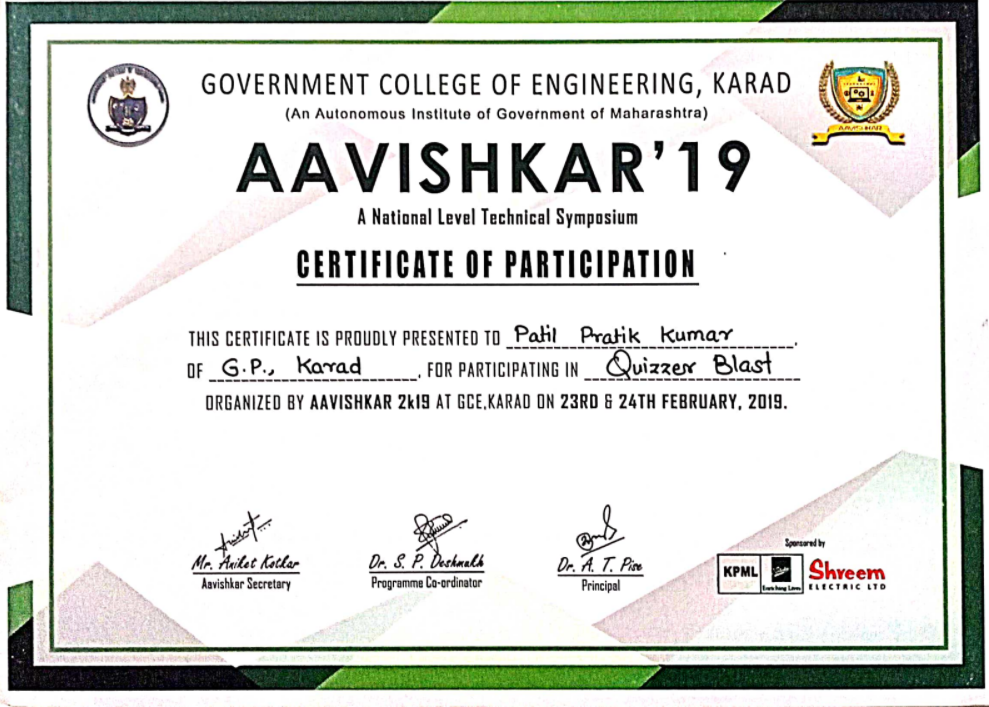 GOVERNMENT COLLEGE OF ENGINEERING, KARAD
(An Autonomous Institute of Government of Maharashtra)
AAVISHKAR'19
A National Level Technical Symposium
CERTIFICATE OF PARTICIPATION
THIS CERTIFICATE IS PROUDLY PRESENTED TO Patil Pratik Kumar.
OF G.P., Karad, FOR PARTICIPATING IN Quizzer Blast
ORGANIZED BY AAVISHKAR 2k19 AT GCE,KARAD ON 23RD & 24TH FEBRUARY, 2019.
Mr. Aniket Kotkar
Aavishkar Secretary
Dr. S. P. Deshmukh
Programme Co-ordinator
Dr. A. T. Pise
Principal
Sponsored by
KPML
Shreem
ELECTRIC LTD
AAVISHKAR